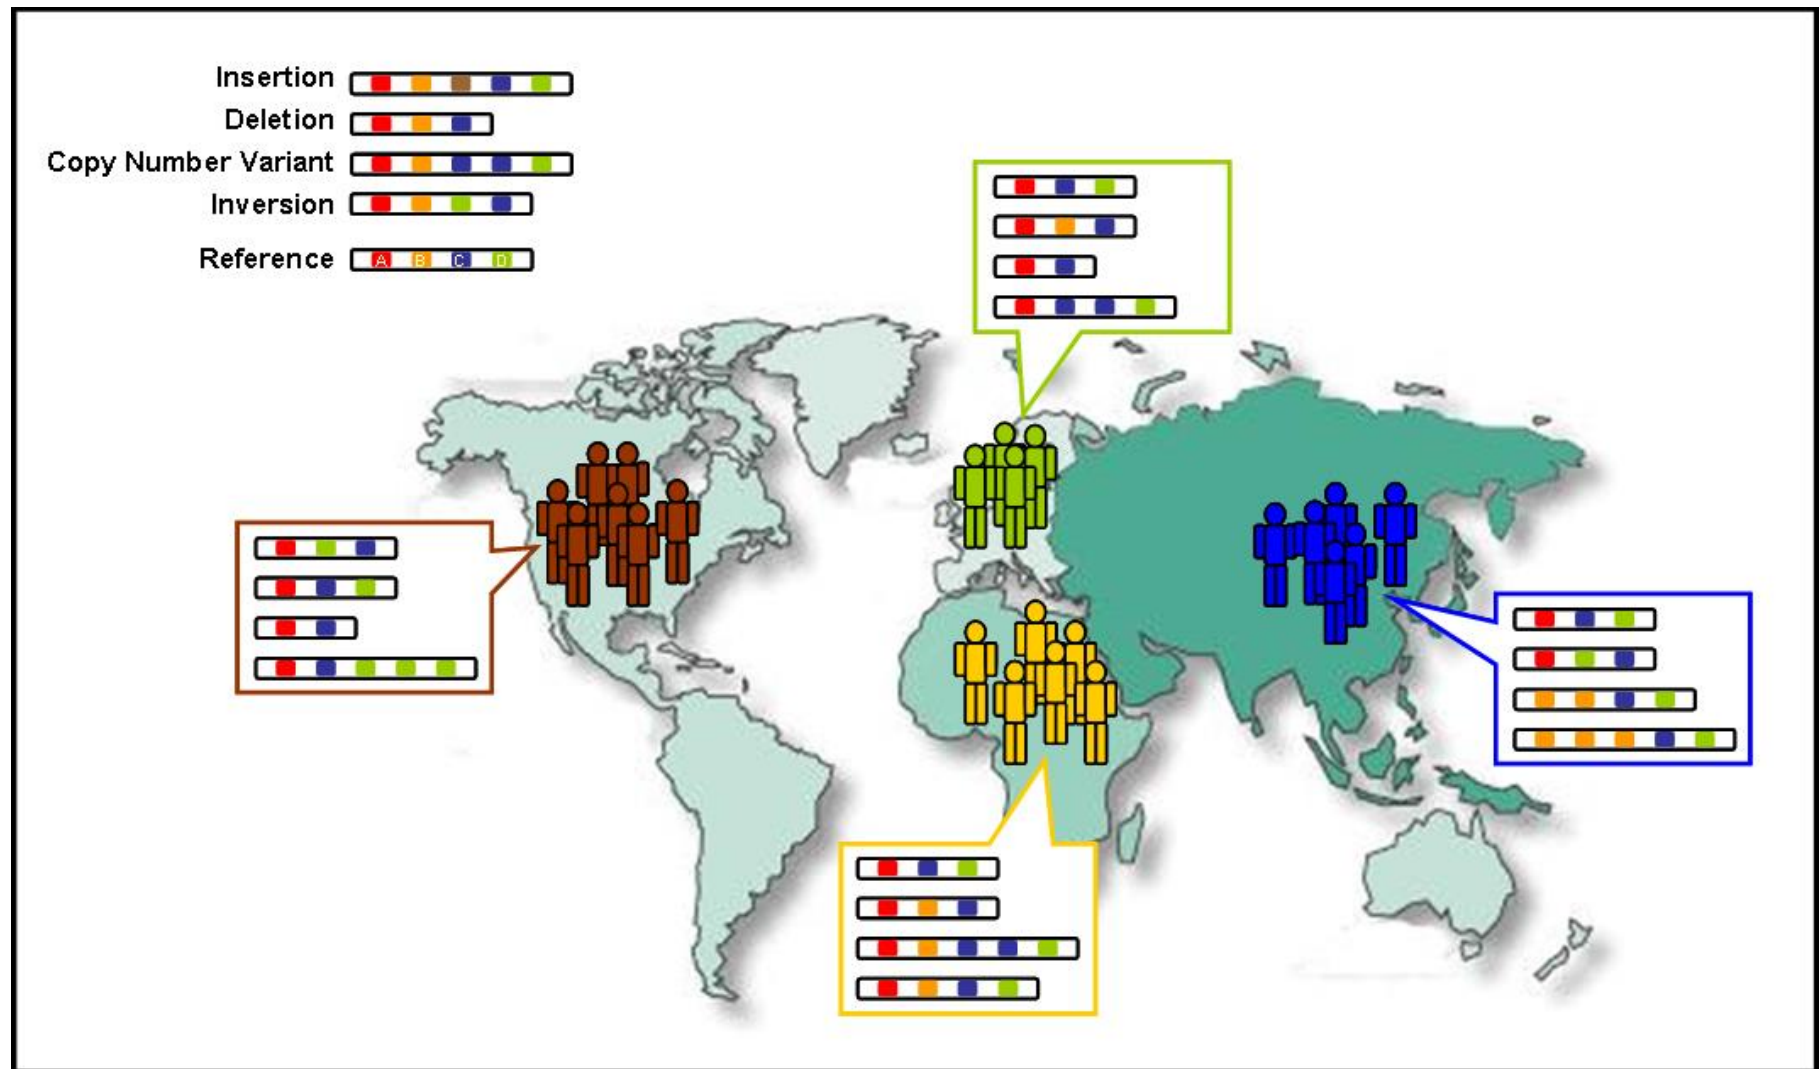 Insertion
Deletion
Copy Number Variant
Inversion
Reference A B C D